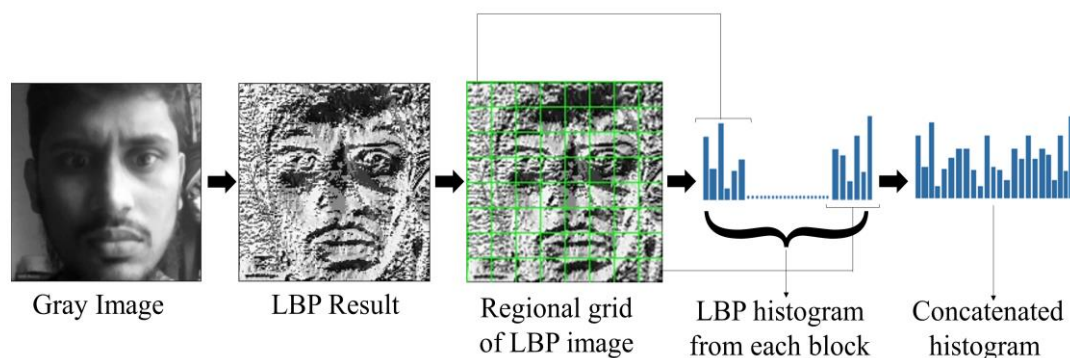 Gray Image
LBP Result
Regional grid
of LBP image
LBP histogram
from each block
Concatenated
histogram